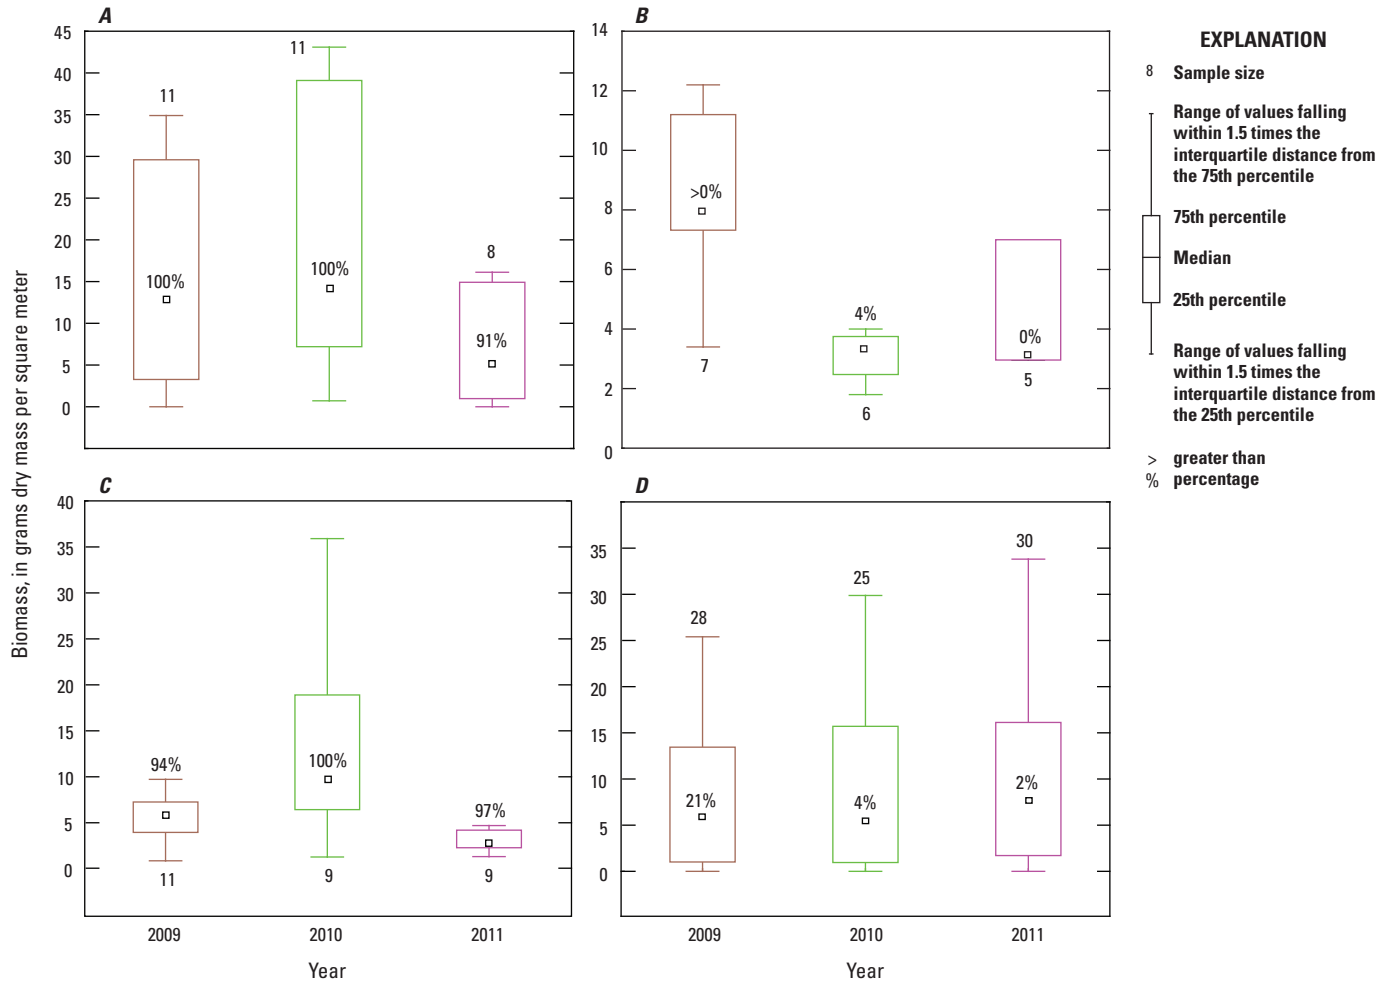 A
B
45
40
35
30
25
20
15
10
5
0
11
11
8
100%
100%
91%
14
12
10
8
6
4
2
0
>0%
4%
0%
7
6
5
EXPLANATION
8 Sample size
Range of values falling
within 1.5 times the
interquartile distance from
the 75th percentile
75th percentile
Median
25th percentile
Range of values falling
within 1.5 times the
interquartile distance from
the 25th percentile
> greater than
% percentage
Biomass, in grams dry mass per square meter
C
D
40
35
30
25
20
15
10
5
0
94%
100%
97%
11
9
9
2009 2010 2011
Year
35
30
25
20
15
10
5
0
28
25
30
21%
4%
2%
2009 2010 2011
Year